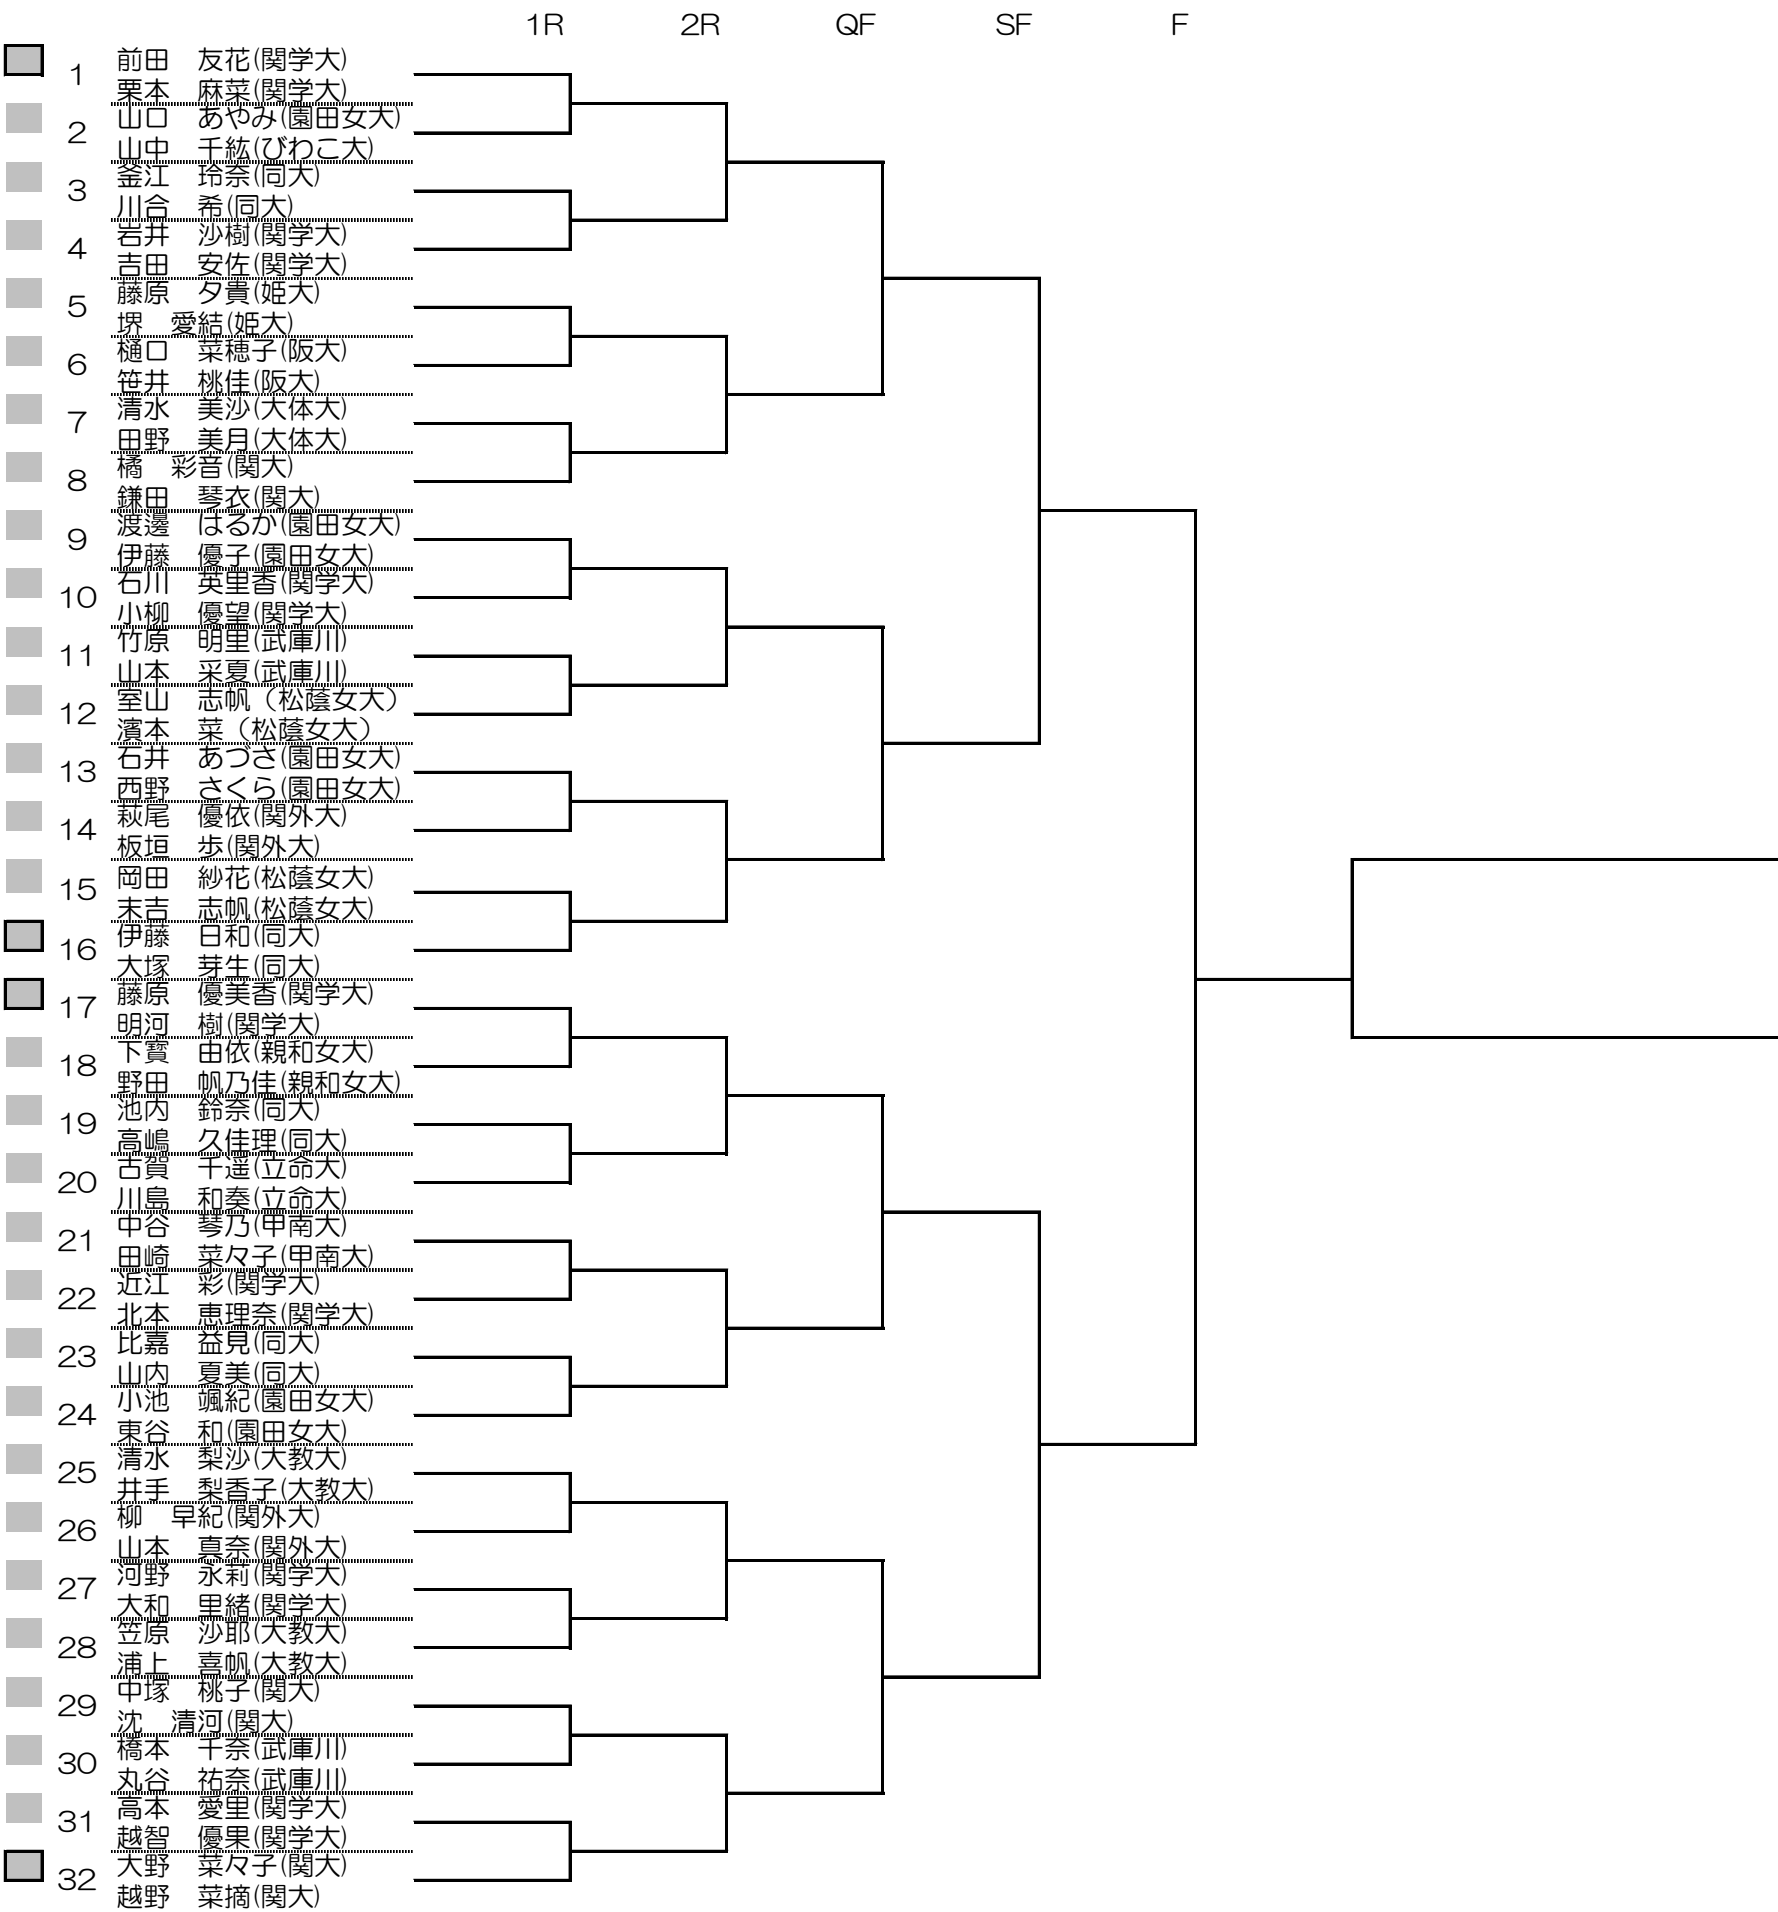 1R 2R QF SF F
1
前田　友花(関学大)
栗本　麻菜(関学大)
2
山口　あやみ(園田女大)
山中　千紘(びわこ大)
3
釜江　玲奈(同大)
川合　希(同大)
4
岩井　沙樹(関学大)
吉田　安佐(関学大)
5
藤原　夕貴(姫大)
堺　愛結(姫大)
6
樋口　菜穂子(阪大)
笹井　桃佳(阪大)
7
清水　美沙(大体大)
田野　美月(大体大)
8
橘　彩音(関大)
鎌田　琴衣(関大)
9
渡邊　はるか(園田女大)
伊藤　優子(園田女大)
10
石川　英里香(関学大)
小柳　優望(関学大)
11
竹原　明里(武庫川)
山本　采夏(武庫川)
12
室山　志帆（松蔭女大）
濱本　菜（松蔭女大）
13
石井　あづさ(園田女大)
西野　さくら(園田女大)
14
萩尾　優依(関外大)
板垣　歩(関外大)
15
岡田　紗花(松蔭女大)
末吉　志帆(松蔭女大)
16
伊藤　日和(同大)
大塚　芽生(同大)
17
藤原　優美香(関学大)
明河　樹(関学大)
18
下寳　由依(親和女大)
野田　帆乃佳(親和女大)
19
池内　鈴奈(同大)
高嶋　久佳理(同大)
20
古賀　千遥(立命大)
川島　和奏(立命大)
21
中谷　琴乃(甲南大)
田崎　菜々子(甲南大)
22
近江　彩(関学大)
北本　恵理奈(関学大)
23
比嘉　益見(同大)
山内　夏美(同大)
24
小池　颯紀(園田女大)
東谷　和(園田女大)
25
清水　梨沙(大教大)
井手　梨香子(大教大)
26
柳　早紀(関外大)
山本　真奈(関外大)
27
河野　永莉(関学大)
大和　里緒(関学大)
28
笠原　沙耶(大教大)
浦上　喜帆(大教大)
29
中塚　桃子(関大)
沈　清河(関大)
30
橋本　千奈(武庫川)
丸谷　祐奈(武庫川)
31
高本　愛里(関学大)
越智　優果(関学大)
32
大野　菜々子(関大)
越野　菜摘(関大)